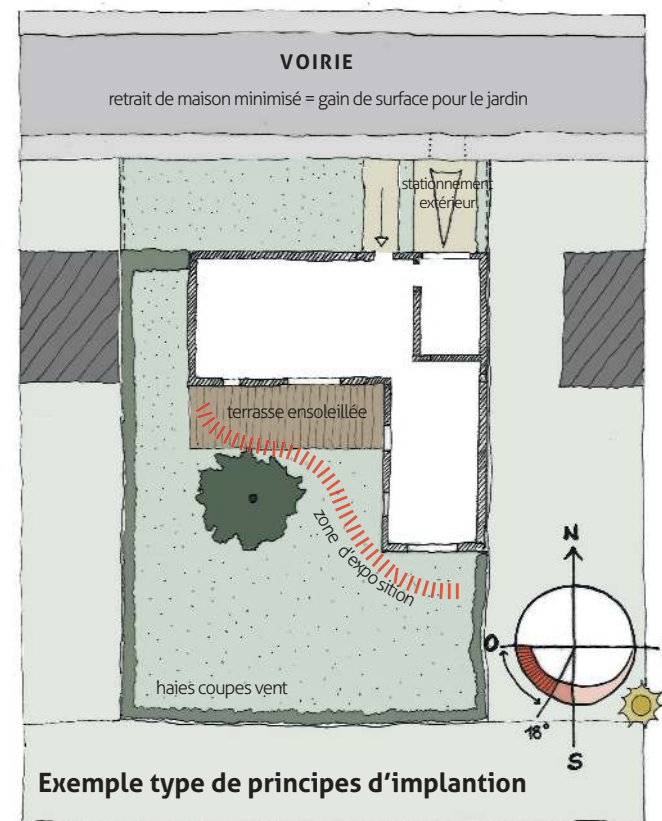 VOIRIE
retrait de maison minimisé = gain de surface pour le jardin
stationnement
extérieur
terrasse ensoleillée
zone d'exposition
haies coupes vent
N
O
18°
S
Exemple type de principes d'implantion